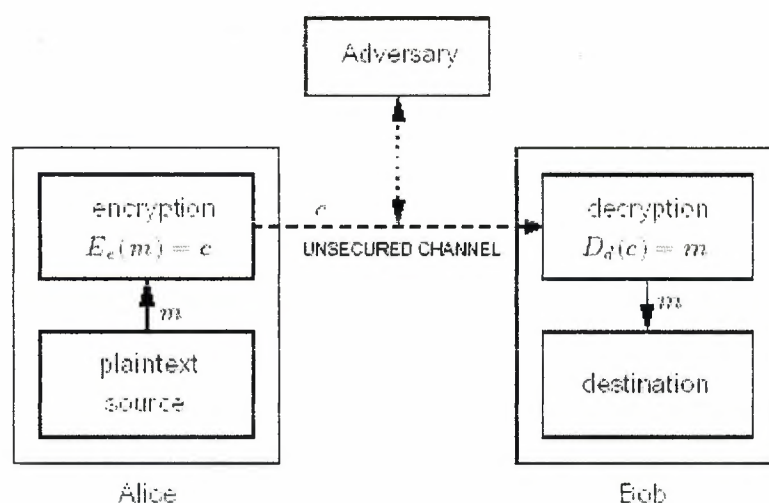 Adversary
encryption
E_e(m) = c
c
UNSECURED CHANNEL
decryption
D_d(c) = m
m
m
plaintext
source
destination
Alice
Bob